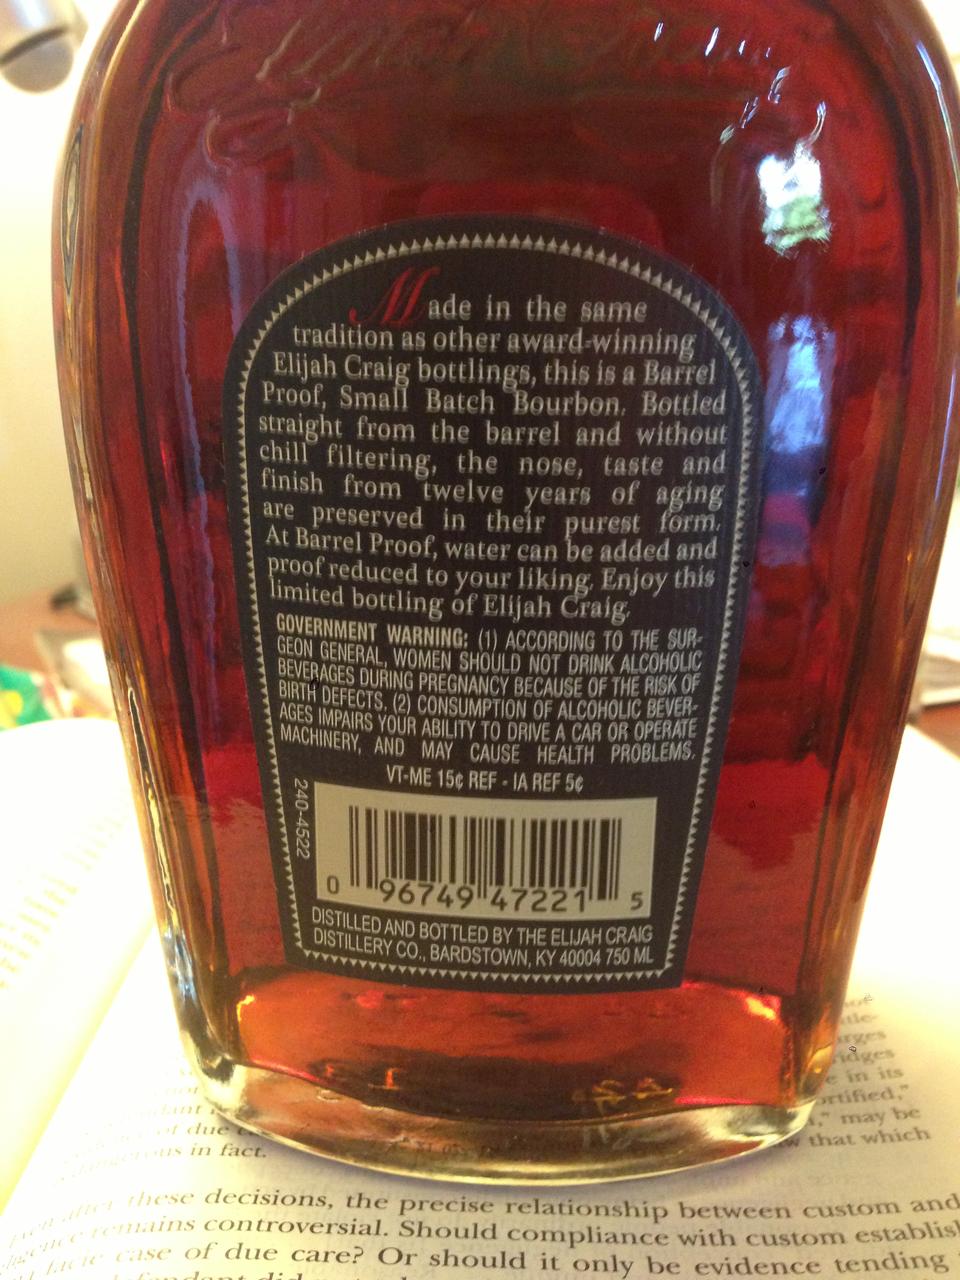 Made in the same
tradition as other award-winning
Elijah Craig bottlings, this is a Barrel
Proof, Small Batch Bourbon. Bottled
straight from the barrel and without
chill filtering, the nose, taste and
finish from twelve years of aging
are preserved in their purest form.
At Barrel Proof, water can be added and
proof reduced to your liking. Enjoy this
limited bottling of Elijah Craig.
GOVERNMENT WARNING: (1) ACCORDING TO THE SUR-
GEON GENERAL, WOMEN SHOULD NOT DRINK ALCOHOLIC
BEVERAGES DURING PREGNANCY BECAUSE OF THE RISK OF
BIRTH DEFECTS. (2) CONSUMPTION OF ALCOHOLIC BEVER-
AGES IMPAIRS YOUR ABILITY TO DRIVE A CAR OR OPERATE
MACHINERY, AND MAY CAUSE HEALTH PROBLEMS.
VT-ME 15¢ REF - IA REF 5¢
240-4522
0 96749 47221 5
DISTILLED AND BOTTLED BY THE ELIJAH CRAIG
DISTILLERY CO., BARDSTOWN, KY 40004 750 ML
in its
may be
that which
of due
in fact.
after these decisions, the precise relationship between custom and
remains controversial. Should compliance with custom
case of due care? Or should it only be evidence tending